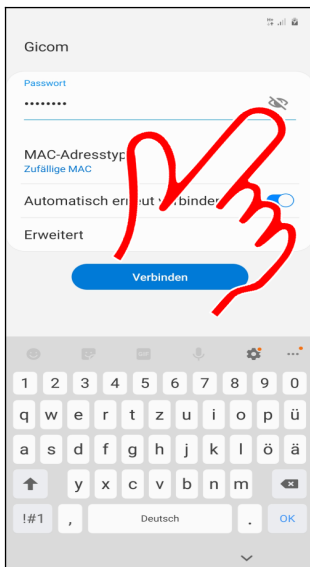 Gicom
Passwort
••••••••
MAC-Adresstyp
Zufällige MAC
Automatisch erneut verbinden
Erweitert
Verbinden
1 2 3 4 5 6 7 8 9 0
q w e r t z u i o p ü
a s d f g h j k l ö ä
y x c v b n m
!#1 , Deutsch . OK